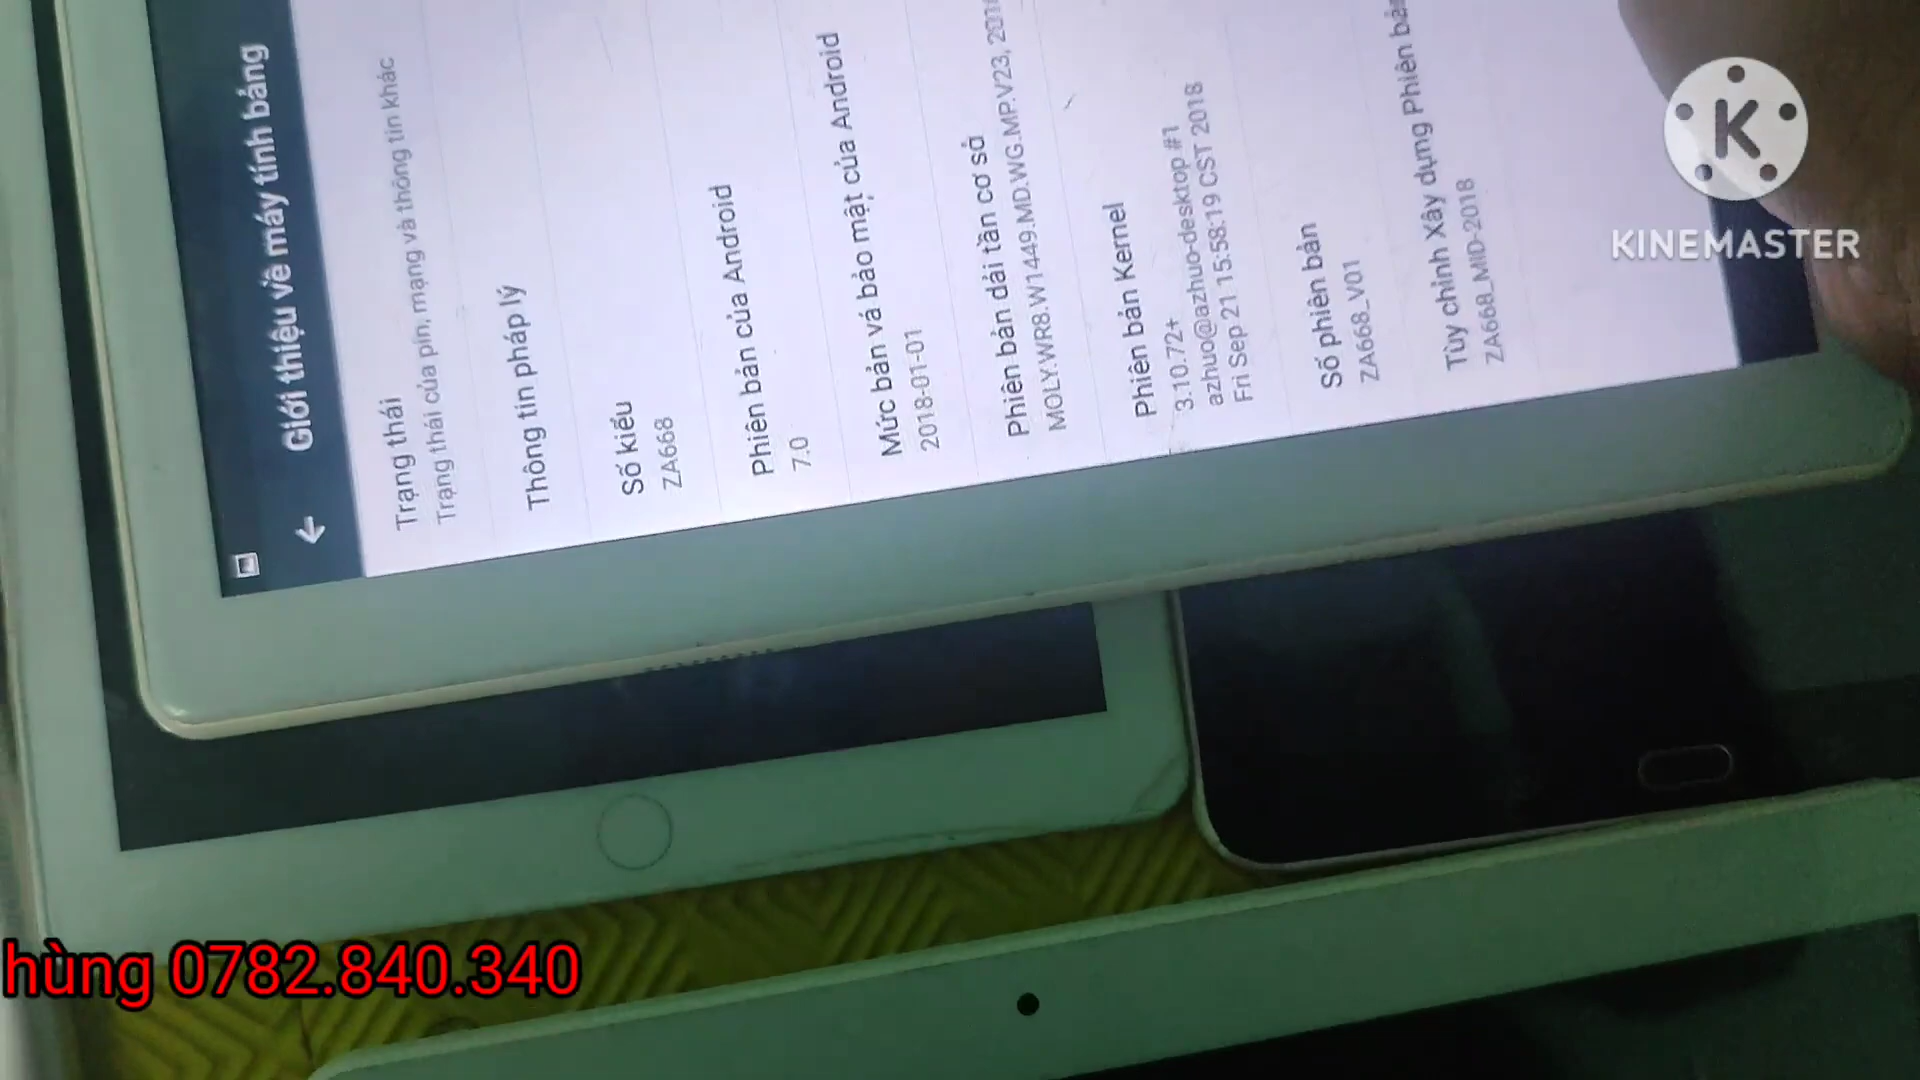 Giới thiệu về máy tính bảng
Trạng thái
Trạng thái của pin, mạng và thông tin khác
Thông tin pháp lý
Số kiểu
ZA668
Phiên bản của Android
7.0
Mức bản vá bảo mật của Android
2018-01-01
Phiên bản dải tần cơ sở
MOLY.WR8.W1449.MD.WG.MP.V23,
Phiên bản Kernel
3.10.72+
azhuo@azhuo-desktop #1
Fri Sep 21 15:58:19 CST 2018
Số phiên bản
ZA668_V01
Tùy chỉnh Xây dựng Phiên
ZA668_MID-2018
K
KINEMASTER
hùng 0782.840.340